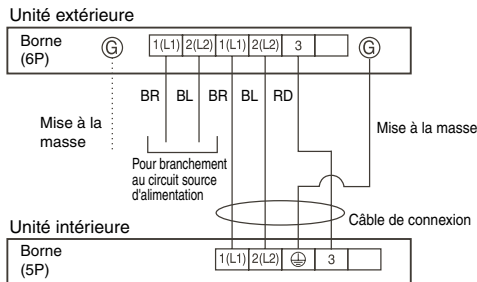 Unité extérieure
Borne
(6P)
G 1(L1) 2(L2) 1(L1) 2(L2) 3 G
BR BL BR BL RD
Mise à la
masse
Mise à la masse
Pour branchement
au circuit source
d'alimentation
Câble de connexion
Unité intérieure
Borne
(5P)
1(L1) 2(L2) 3